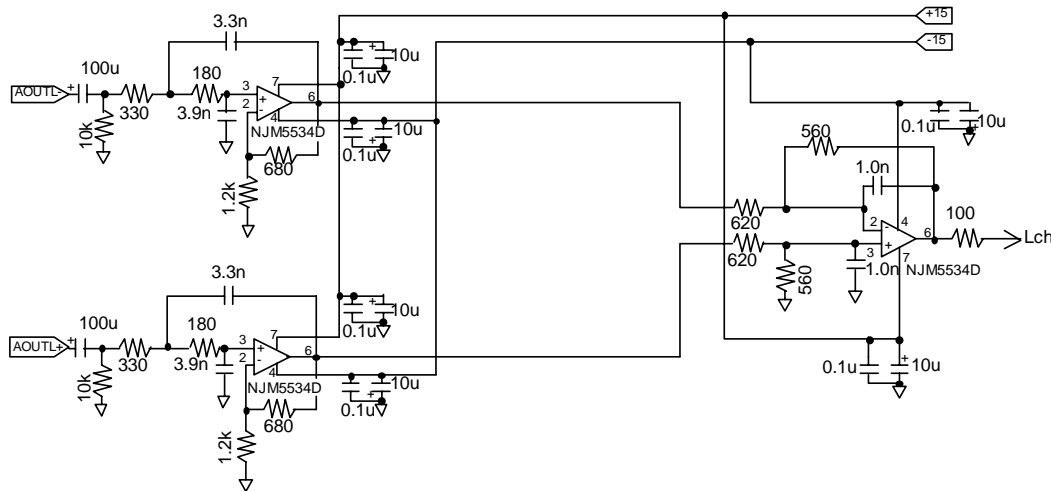 3.3n
+15
-15
100u
180
+
10u
0.1u
AOUTL-
+
330
3
7
+
6
2
-
4
3.9n
10k
NJM5534D
+
10u
0.1u
680
1.2k
0.1u
10u
+
560
1.0n
620
2
-
4
6
100
Lch
620
3
+
7
1.0n
NJM5534D
560
3.3n
+
10u
0.1u
100u
180
AOUTL+
+
330
3
7
+
6
2
-
4
3.9n
10k
NJM5534D
0.1u
+
10u
680
1.2k
0.1u
+
10u